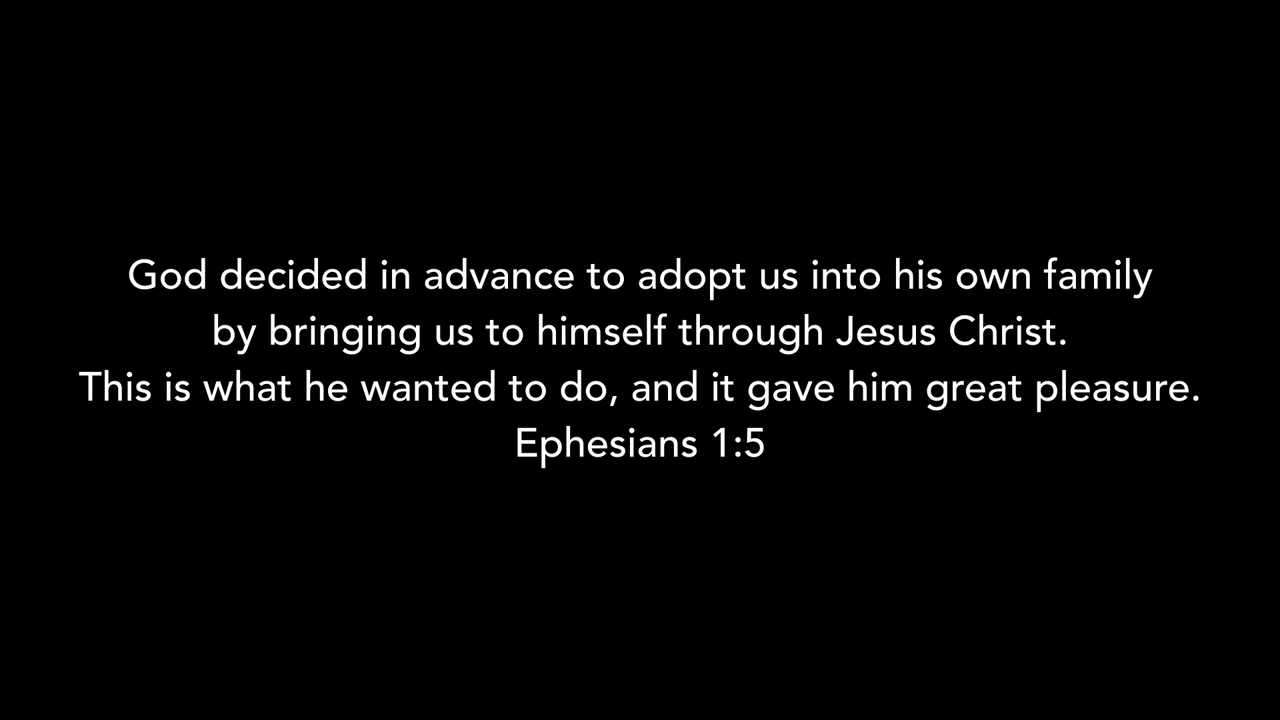 God decided in advance to adopt us into his own family
by bringing us to himself through Jesus Christ.
This is what he wanted to do, and it gave him great pleasure.
Ephesians 1:5